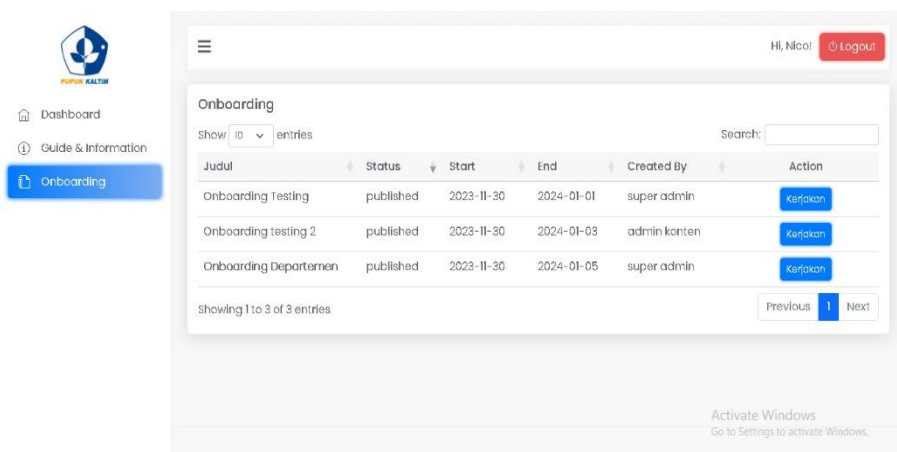 PUPUK KALTIM
Dashboard
Guide & Information
Onboarding
Hi, Nico! Logout
Onboarding
Show 10 entries Search:
Judul Status Start End Created By Action
Onboarding Testing published 2023-11-30 2024-01-01 super admin Kerjakan
Onboarding testing 2 published 2023-11-30 2024-01-03 admin konten Kerjakan
Onboarding Departemen published 2023-11-30 2024-01-05 super admin Kerjakan
Showing 1 to 3 of 3 entries Previous 1 Next
Activate Windows
Go to Settings to activate Windows.